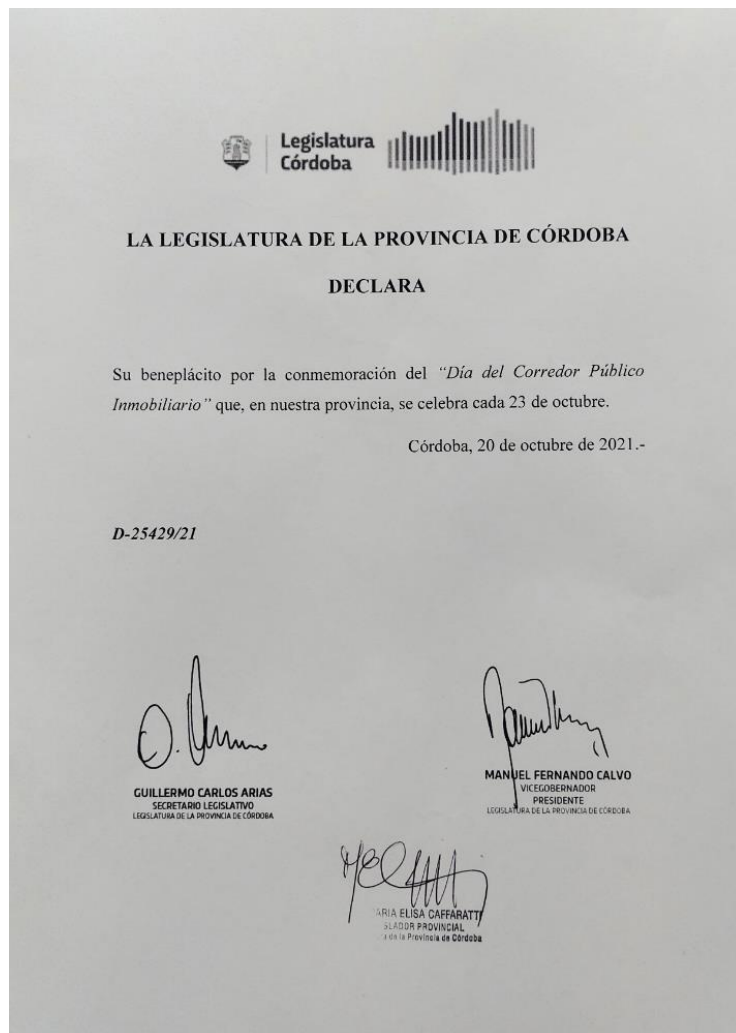 Legislatura
Córdoba
LA LEGISLATURA DE LA PROVINCIA DE CÓRDOBA
DECLARA
Su beneplácito por la conmemoración del “Día del Corredor Público
Inmobiliario” que, en nuestra provincia, se celebra cada 23 de octubre.
Córdoba, 20 de octubre de 2021.-
D-25429/21
GUILLERMO CARLOS ARIAS
SECRETARIO LEGISLATIVO
LEGISLATURA DE LA PROVINCIA DE CÓRDOBA
MANUEL FERNANDO CALVO
VICEGOBERNADOR
PRESIDENTE
LEGISLATURA DE LA PROVINCIA DE CÓRDOBA
ARIA ELISA CAFFARATTI
SLADOR PROVINCIAL
de la Provincia de Córdoba